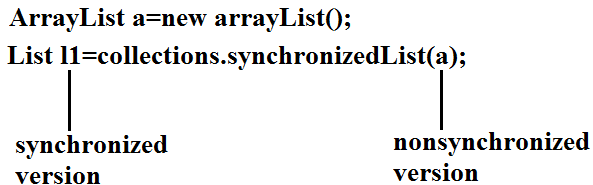 ArrayList a=new arrayList();
List l1=collections.synchronizedList(a);
synchronized
version
nonsynchronized
version